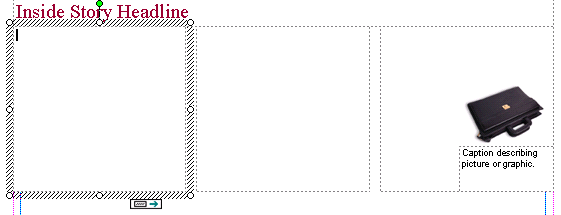 Inside Story Headline
Caption describing
picture or graphic.